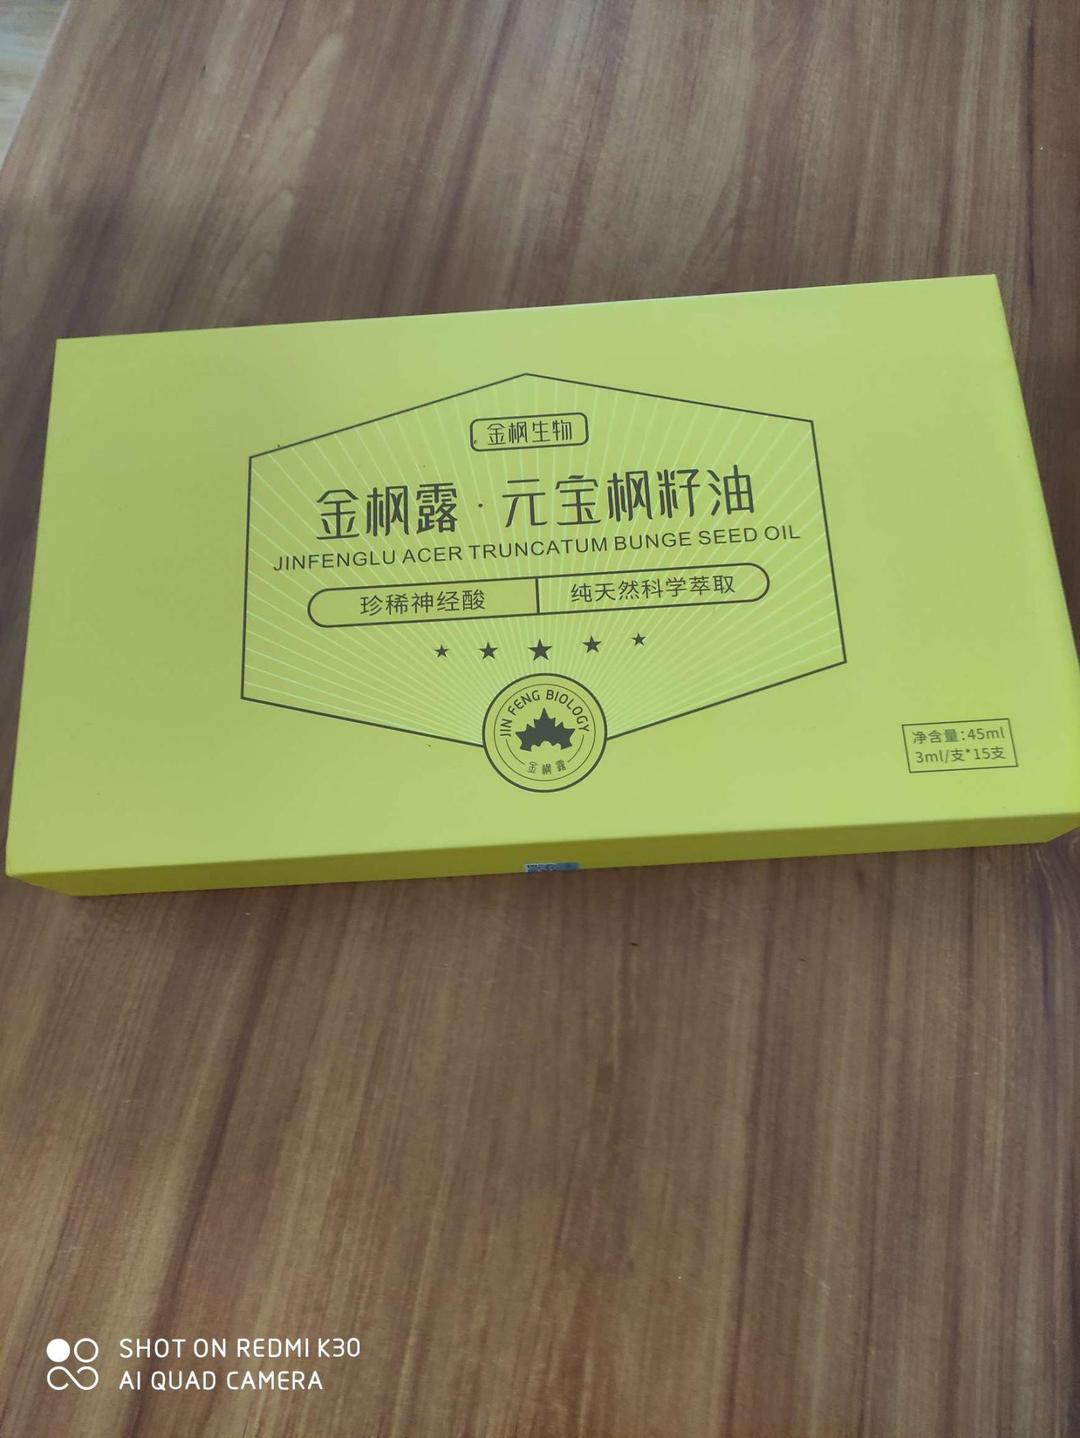 金枫生物
金枫露·元宝枫籽油
JINFENGLU ACER TRUNCATUM BUNGE SEED OIL
珍稀神经酸 纯天然科学萃取
JIN FENG BIOLOGY
金枫露
净含量:45ml
3ml/支*15支
SHOT ON REDMI K30
AI QUAD CAMERA